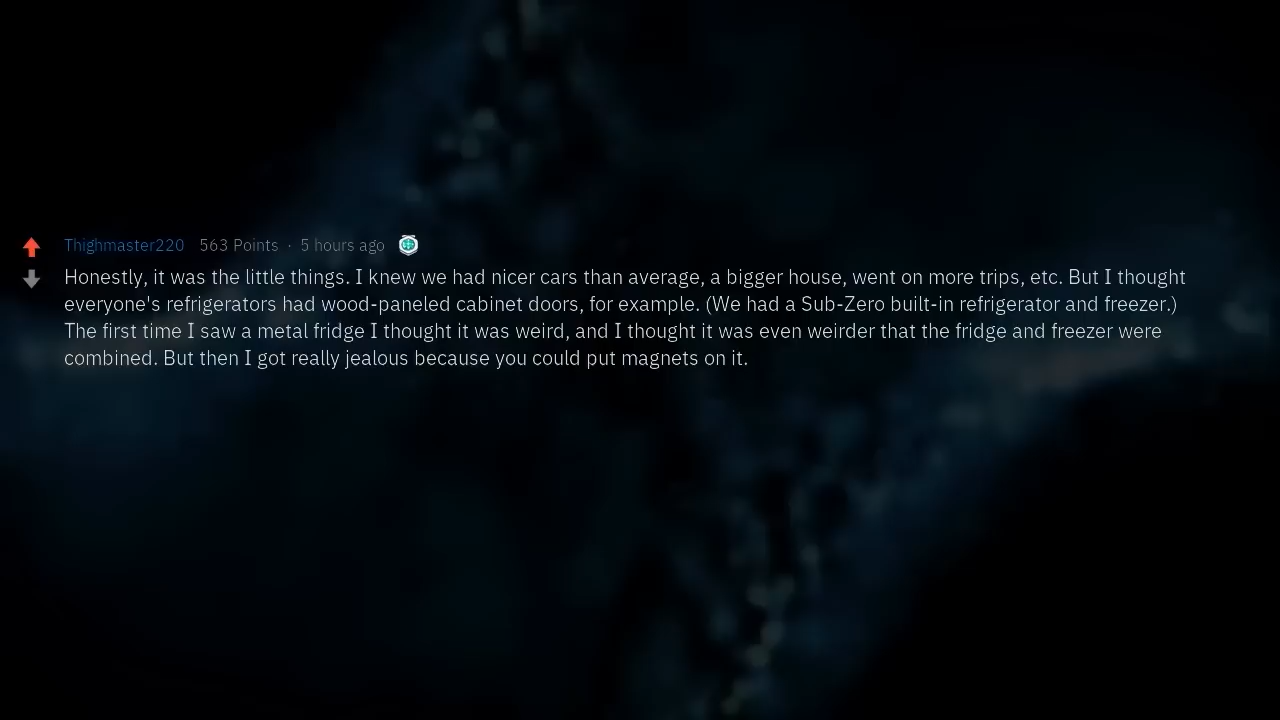 Thighmaster220 563 Points · 5 hours ago
Honestly, it was the little things. I knew we had nicer cars than average, a bigger house, went on more trips, etc. But I thought
everyone's refrigerators had wood-paneled cabinet doors, for example. (We had a Sub-Zero built-in refrigerator and freezer.)
The first time I saw a metal fridge I thought it was weird, and I thought it was even weirder that the fridge and freezer were
combined. But then I got really jealous because you could put magnets on it.